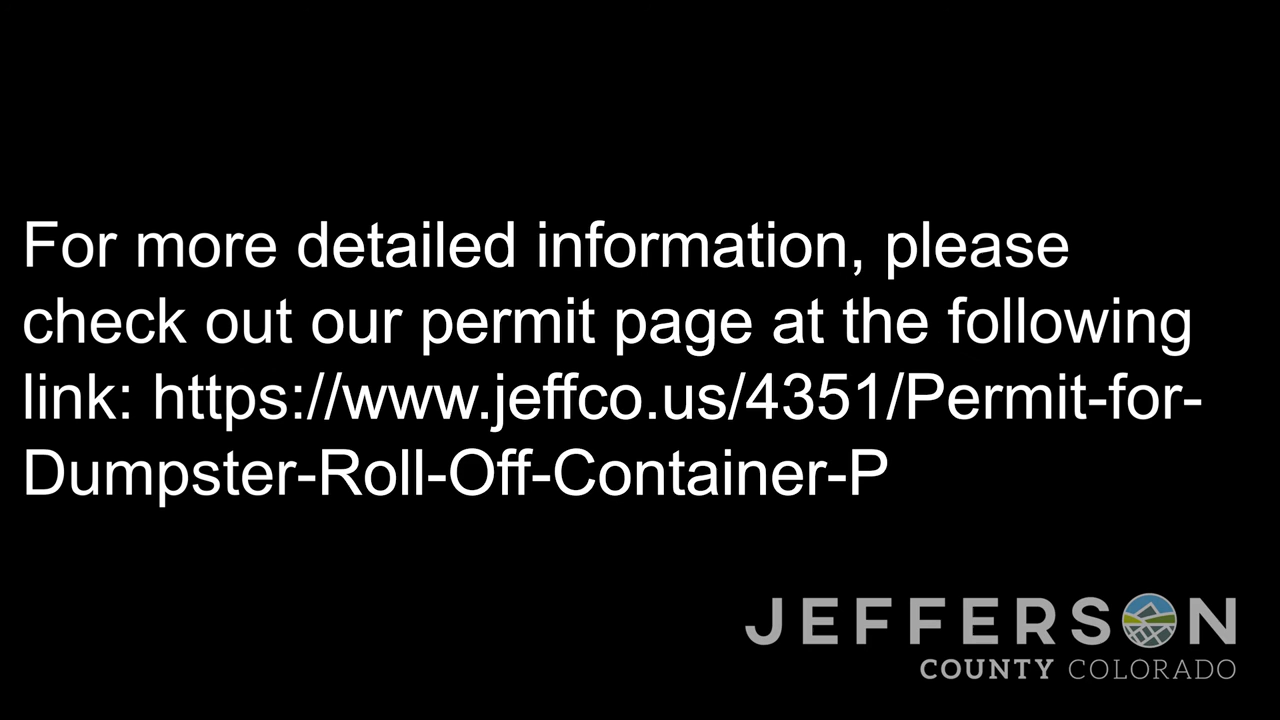 For more detailed information, please
check out our permit page at the following
link: https://www.jeffco.us/4351/Permit-for-
Dumpster-Roll-Off-Container-P
JEFFERSON
COUNTY COLORADO